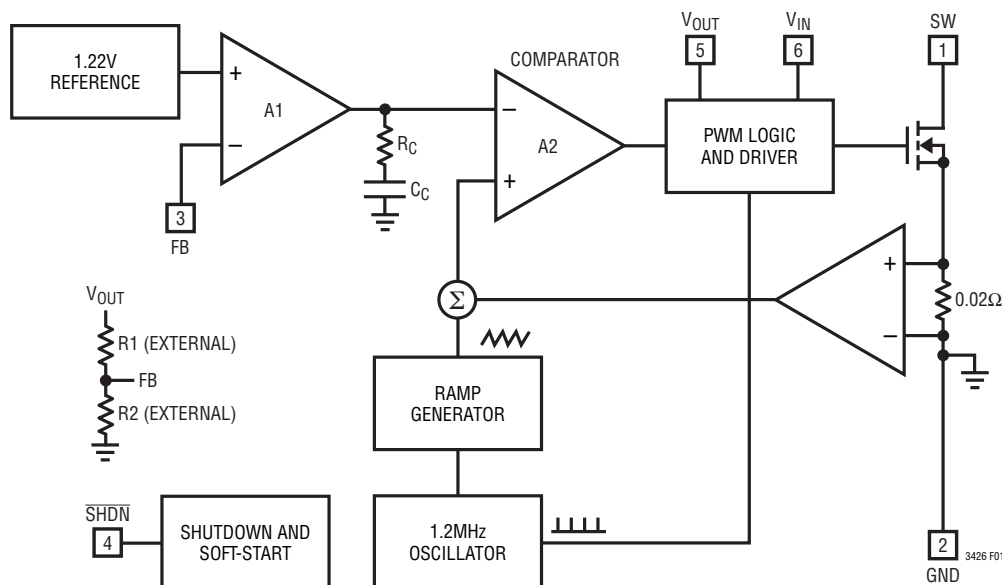 1.22V
REFERENCE
+
−
A1
3
FB
R_C
C_C
COMPARATOR
−
+
A2
V_OUT
5
V_IN
6
PWM LOGIC
AND DRIVER
SW
1
+
−
0.02Ω
Σ
V_OUT
R1 (EXTERNAL)
FB
R2 (EXTERNAL)
RAMP
GENERATOR
SHDN
4
SHUTDOWN AND
SOFT-START
1.2MHz
OSCILLATOR
2
GND
3426 F01